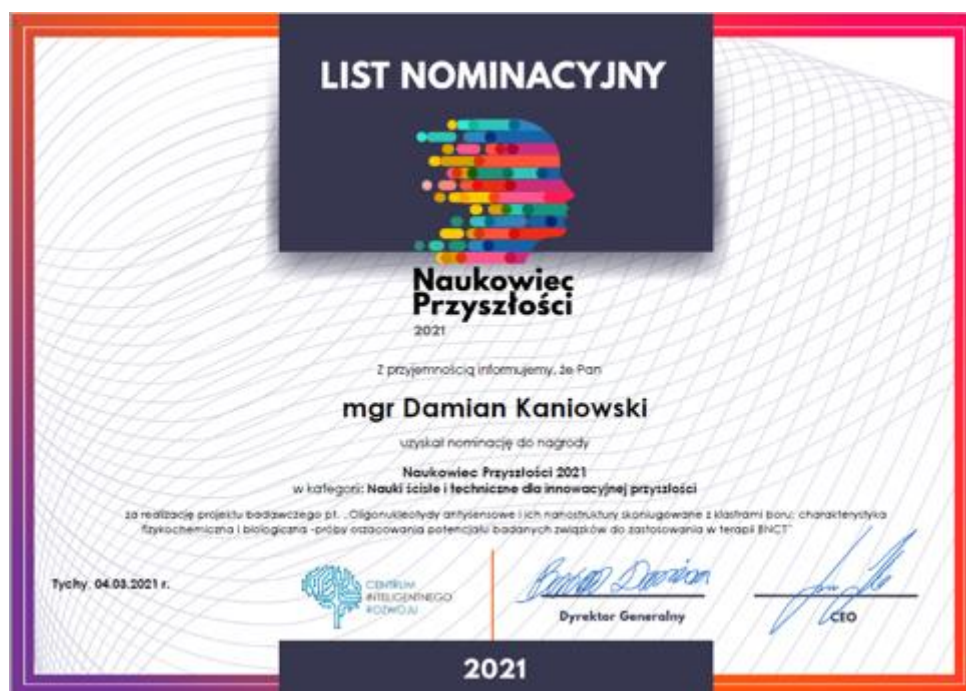 LIST NOMINACYJNY
Naukowiec
Przyszłości
2021
Z przyjemnością informujemy, że Pan
mgr Damian Kaniowski
uzyskał nominację do nagrody
Naukowiec Przyszłości 2021
w kategorii: Nauki ścisłe i techniczne dla innowacyjnej przyszłości
za realizację projektu badawczego pt. „Oligonukleotydy antysensowe i ich nanostruktury skoniugowane z klastrami boru: charakterystyka
fizykochemiczna i biologiczna -próby oszacowania potencjału badanych związków do zastosowania w terapii BNCT"
Tychy, 04.03.2021 r.
CENTRUM
INTELIGENTNEGO
ROZWOJU
Dyrektor Generalny
CEO
2021